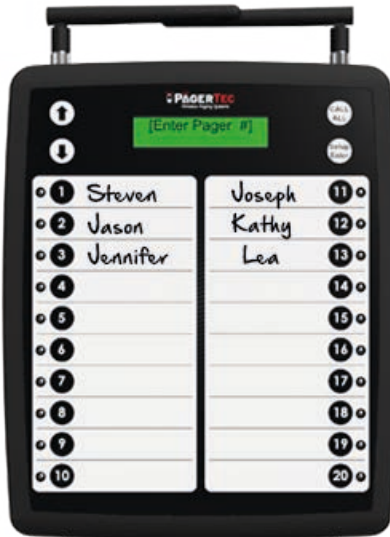 PAGERTEC
Wireless Paging Systems
[Enter Pager #]
CALL ALL
Setup Enter
1 Steven
2 Jason
3 Jennifer
4
5
6
7
8
9
10
Joseph 11
Kathy 12
Lea 13
14
15
16
17
18
19
20